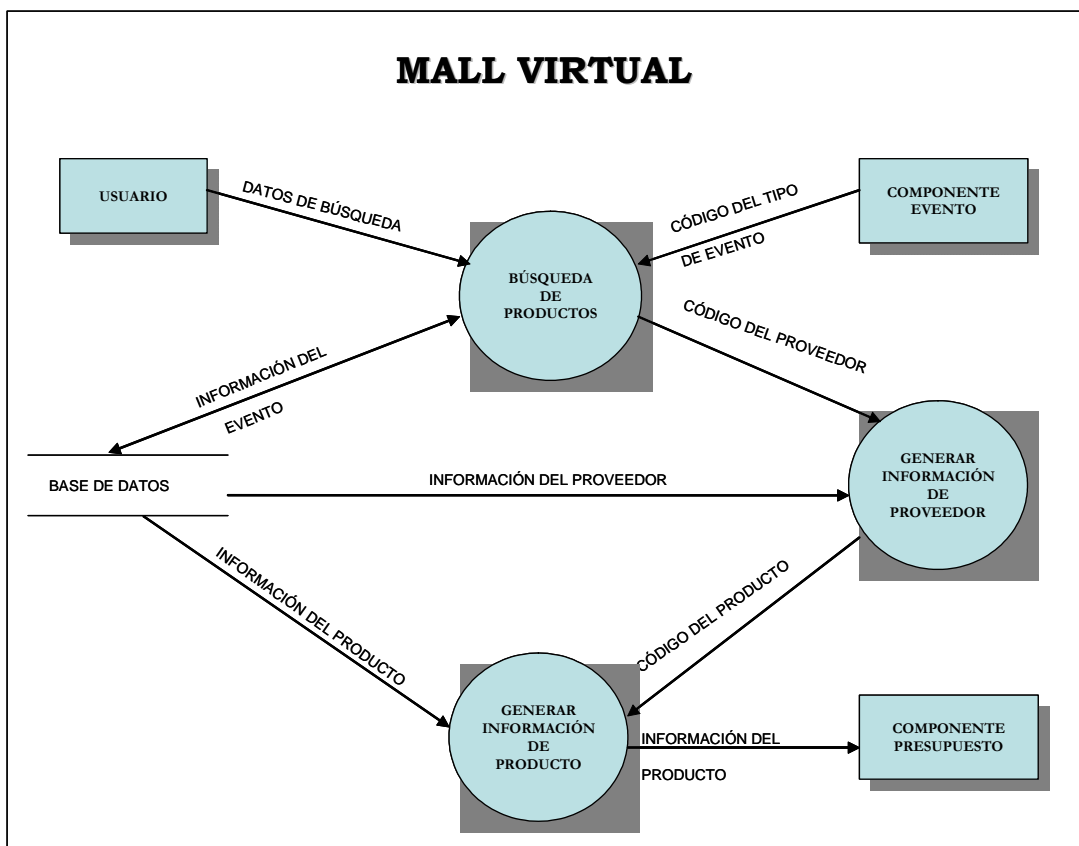 MALL VIRTUAL
USUARIO
DATOS DE BÚSQUEDA
CÓDIGO DEL TIPO
DE EVENTO
COMPONENTE
EVENTO
BÚSQUEDA
DE
PRODUCTOS
CÓDIGO DEL PROVEEDOR
INFORMACIÓN DEL
EVENTO
BASE DE DATOS
INFORMACIÓN DEL PROVEEDOR
GENERAR
INFORMACIÓN
DE
PROVEEDOR
INFORMACIÓN DEL PRODUCTO
CÓDIGO DEL PRODUCTO
GENERAR
INFORMACIÓN
DE
PRODUCTO
INFORMACIÓN DEL
PRODUCTO
COMPONENTE
PRESUPUESTO